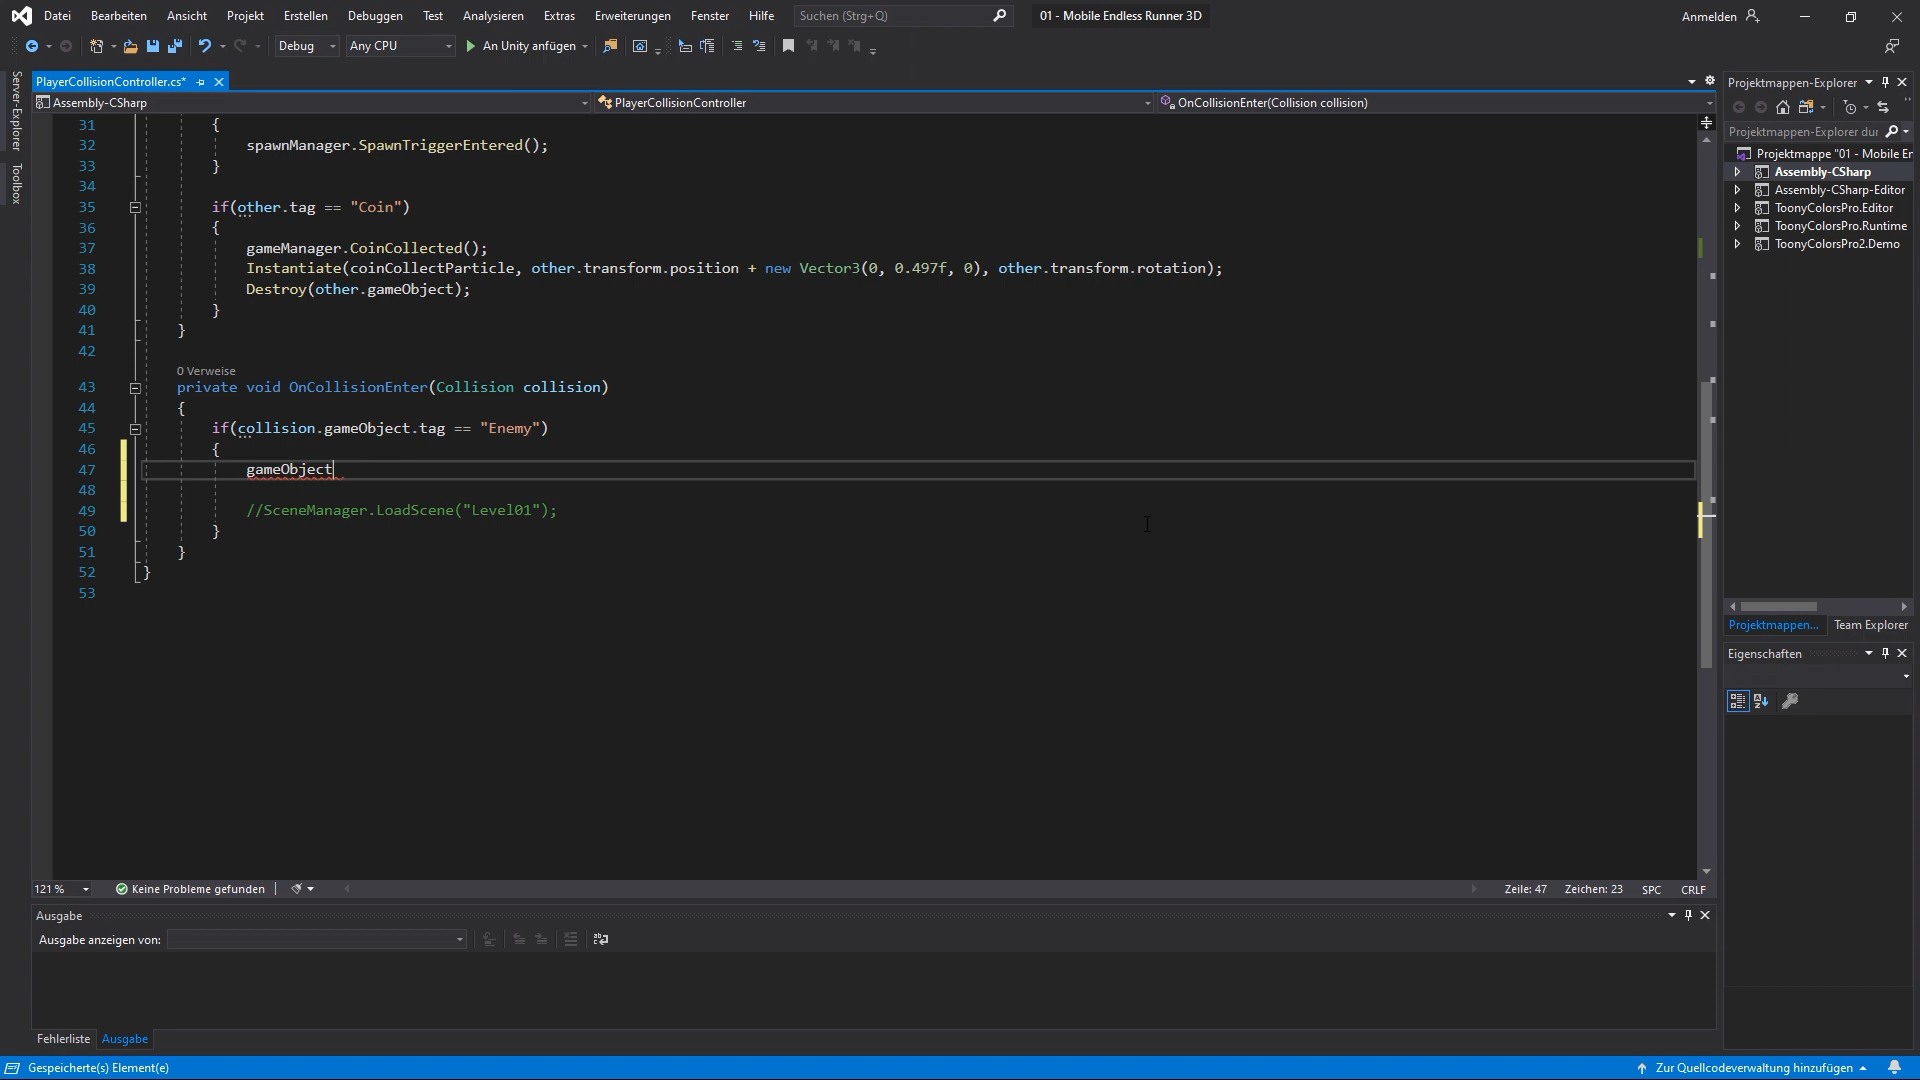 Datei Bearbeiten Ansicht Projekt Erstellen Debuggen Test Analysieren Extras Erweiterungen Fenster Hilfe Suchen (Strg+Q) 01 - Mobile Endless Runner 3D Anmelden
Debug Any CPU An Unity anfügen
Server-Explorer
Toolbox
PlayerCollisionController.cs*
Assembly-CSharp PlayerCollisionController OnCollisionEnter(Collision collision)
31 {
32 spawnManager.SpawnTriggerEntered();
33 }
34
35 if(other.tag == "Coin")
36 {
37 gameManager.CoinCollected();
38 Instantiate(coinCollectParticle, other.transform.position + new Vector3(0, 0.497f, 0), other.transform.rotation);
39 Destroy(other.gameObject);
40 }
41 }
42
0 Verweise
43 private void OnCollisionEnter(Collision collision)
44 {
45 if(collision.gameObject.tag == "Enemy")
46 {
47 gameObject
48
49 //SceneManager.LoadScene("Level01");
50 }
51 }
52 }
53
121 % Keine Probleme gefunden Zeile: 47 Zeichen: 23 SPC CRLF
Ausgabe
Ausgabe anzeigen von:
Fehlerliste Ausgabe
Gespeicherte(s) Element(e) Zur Quellcodeverwaltung hinzufügen
Projektmappen-Explorer
Projektmappen-Explorer dur
Projektmappe "01 - Mobile En
Assembly-CSharp
Assembly-CSharp-Editor
ToonyColorsPro.Editor
ToonyColorsPro.Runtime
ToonyColorsPro2.Demo
Projektmappen... Team Explorer
Eigenschaften